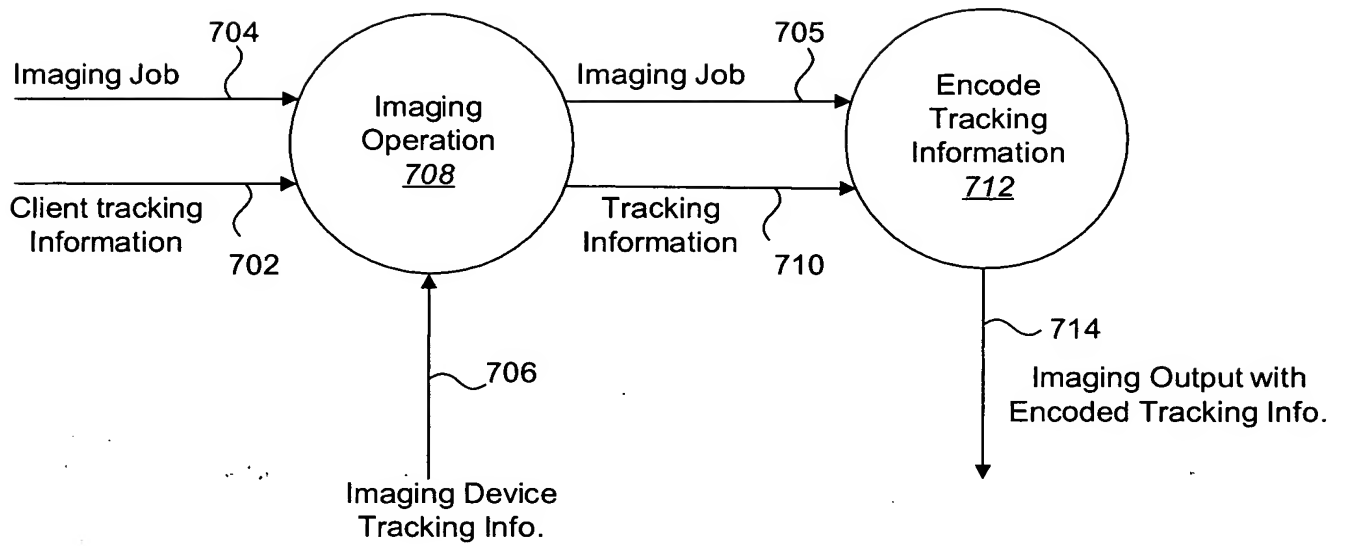 704
Imaging Job
Client tracking
Information
702
Imaging
Operation
708
706
Imaging Device
Tracking Info.
705
Imaging Job
Tracking
Information
710
Encode
Tracking
Information
712
714
Imaging Output with
Encoded Tracking Info.